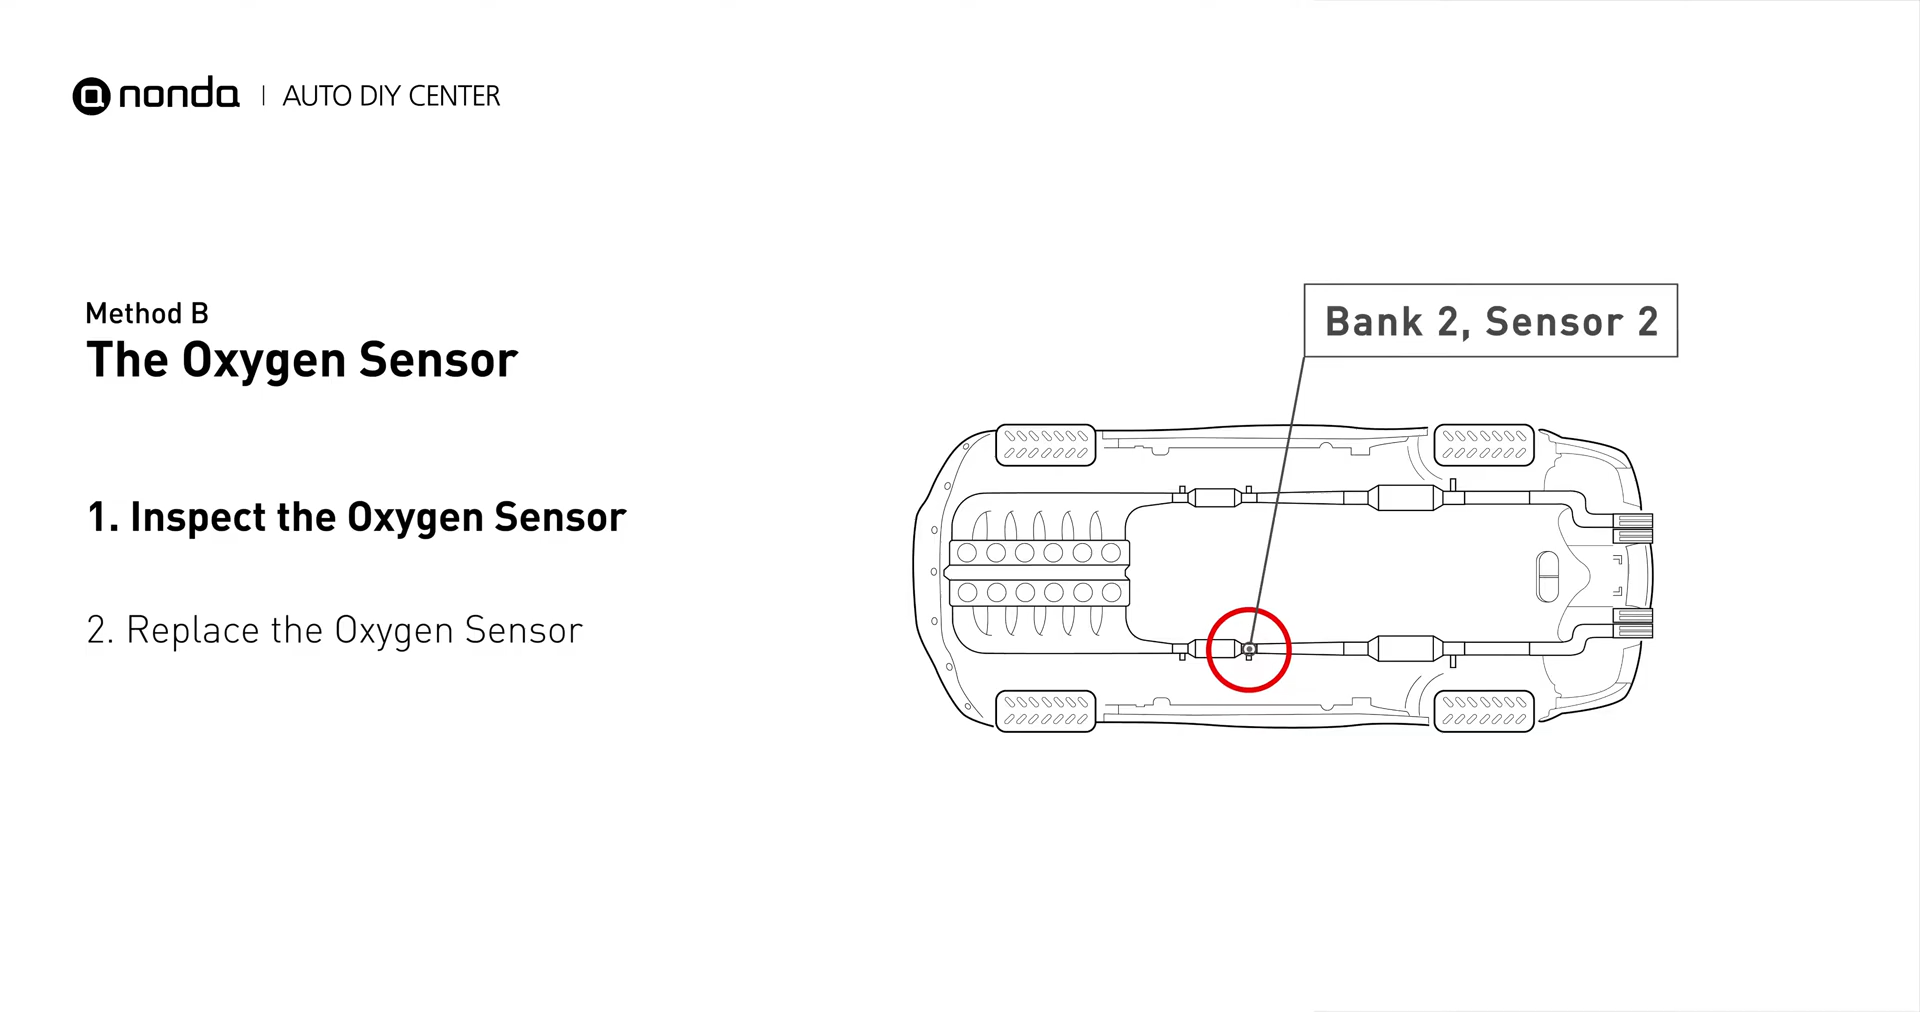 nonda | AUTO DIY CENTER
Method B
The Oxygen Sensor
1. Inspect the Oxygen Sensor
2. Replace the Oxygen Sensor
Bank 2, Sensor 2